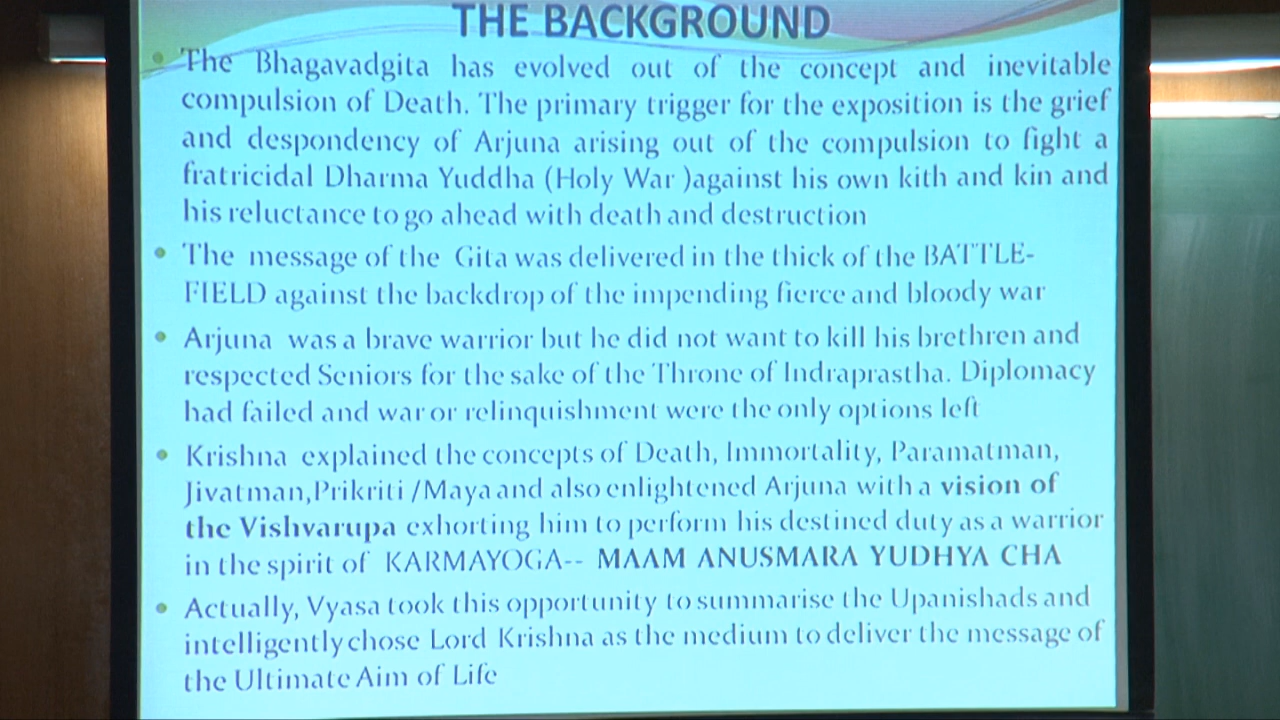 THE BACKGROUND
• The Bhagavadgita has evolved out of the concept and inevitable
compulsion of Death. The primary trigger for the exposition is the grief
and despondency of Arjuna arising out of the compulsion to fight a
fratricidal Dharma Yuddha (Holy War )against his own kith and kin and
his reluctance to go ahead with death and destruction
• The message of the Gita was delivered in the thick of the BATTLE-
FIELD against the backdrop of the impending fierce and bloody war
• Arjuna was a brave warrior but he did not want to kill his brethren and
respected Seniors for the sake of the Throne of Indraprastha. Diplomacy
had failed and war or relinquishment were the only options left
• Krishna explained the concepts of Death, Immortality, Paramatman,
Jivatman,Prikriti /Maya and also enlightened Arjuna with a vision of
the Vishvarupa exhorting him to perform his destined duty as a warrior
in the spirit of KARMAYOGA-- MAAM ANUSMARA YUDHYA CHA
• Actually, Vyasa took this opportunity to summarise the Upanishads and
intelligently chose Lord Krishna as the medium to deliver the message of
the Ultimate Aim of Life